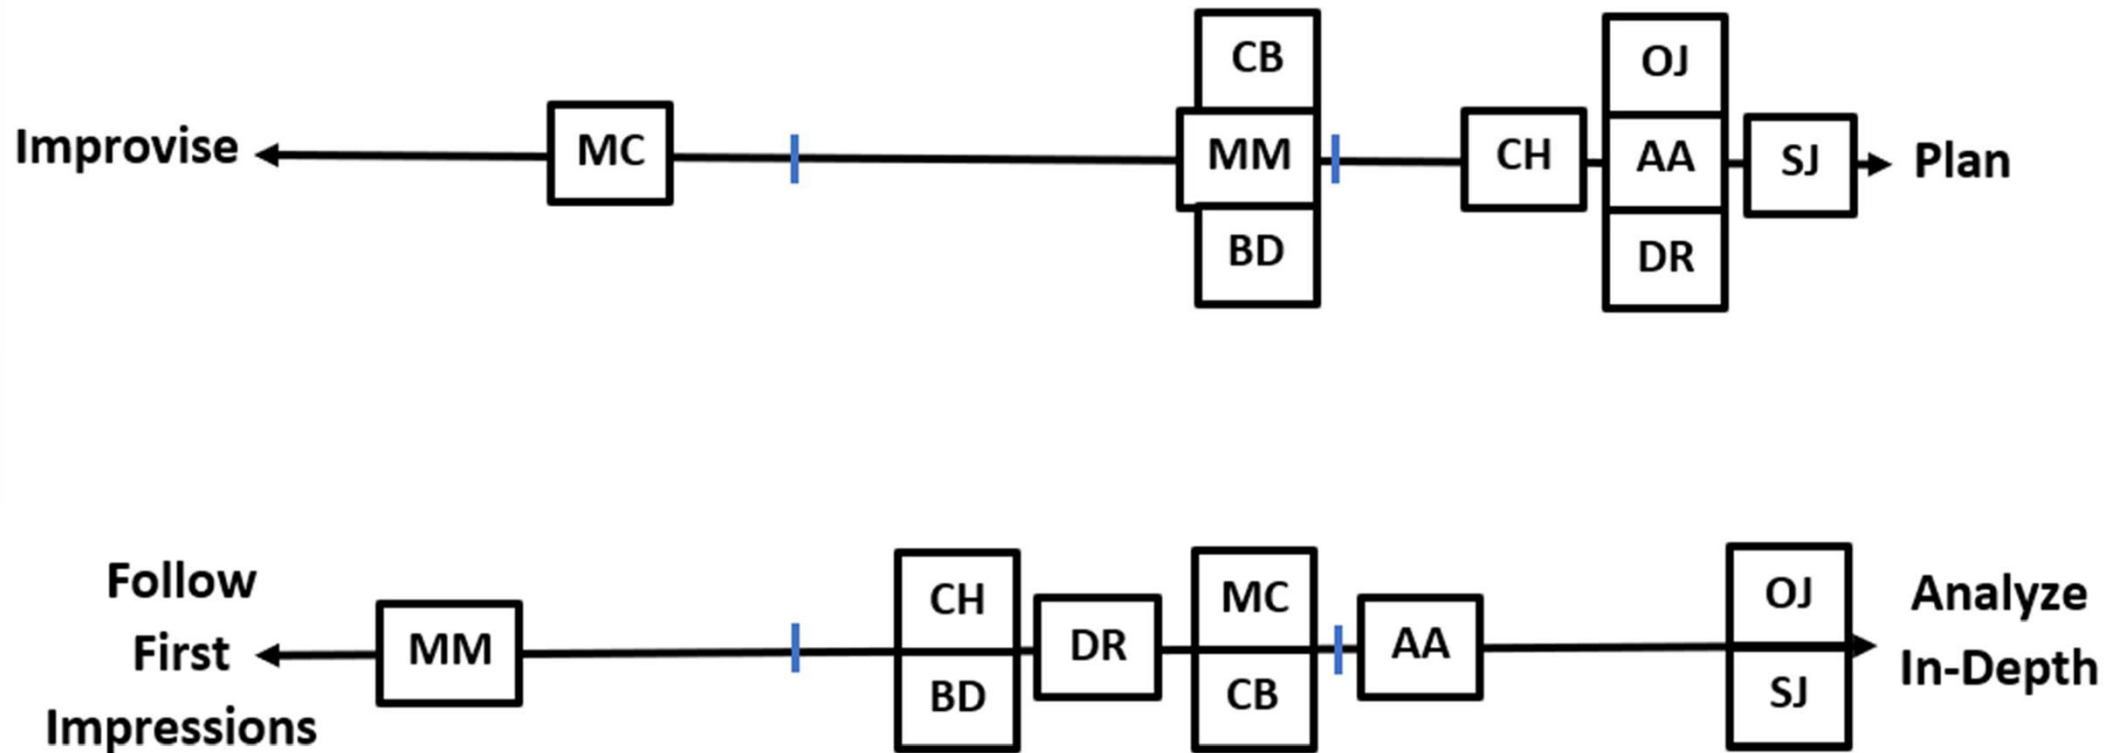 CB
OJ
Improvise
MC
MM
CH
AA
SJ
Plan
BD
DR
Follow
First
Impressions
MM
CH
BD
DR
MC
CB
AA
OJ
SJ
Analyze
In-Depth